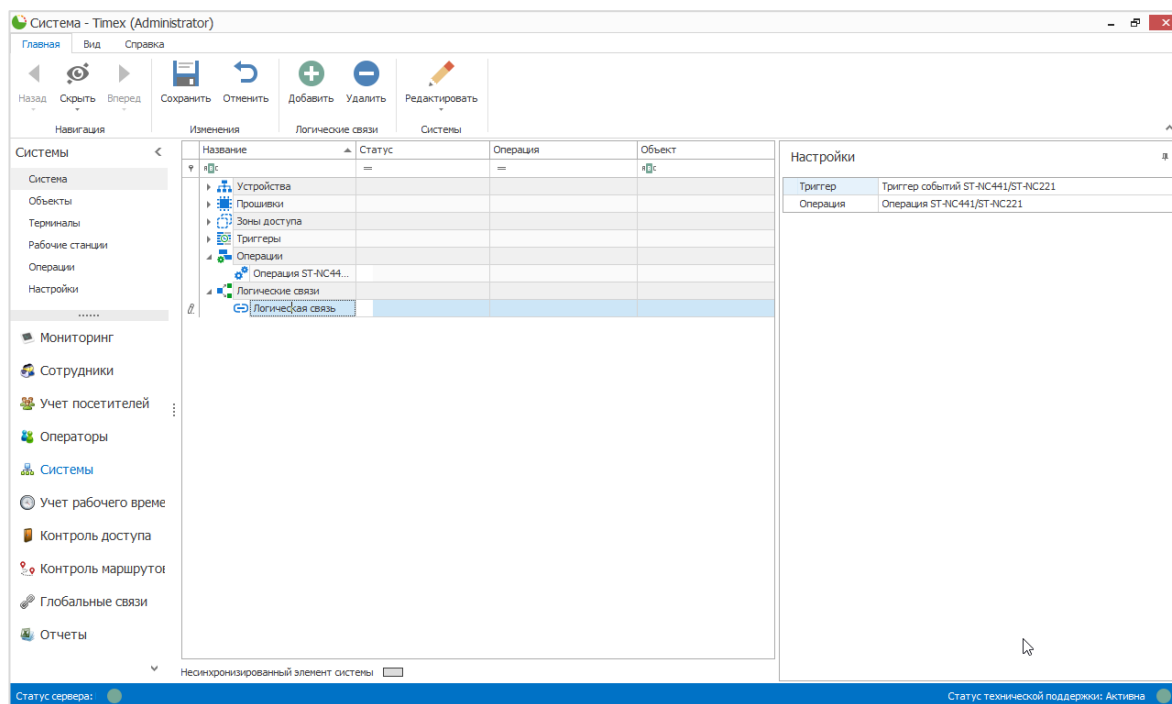 Система - Timex (Administrator)
Главная Вид Справка
Назад Скрыть Вперед Сохранить Отменить Добавить Удалить Редактировать
Навигация Изменения Логические связи Системы
Системы
Система
Объекты
Терминалы
Рабочие станции
Операции
Настройки
Мониторинг
Сотрудники
Учет посетителей
Операторы
Системы
Учет рабочего време
Контроль доступа
Контроль маршрутов
Глобальные связи
Отчеты
Название Статус Операция Объект
Устройства
Прошивки
Зоны доступа
Триггеры
Операции
Операция ST-NC44...
Логические связи
Логическая связь
Несинхронизированный элемент системы
Настройки
Триггер Триггер событий ST-NC441/ST-NC221
Операция Операция ST-NC441/ST-NC221
Статус сервера: Статус технической поддержки: Активна